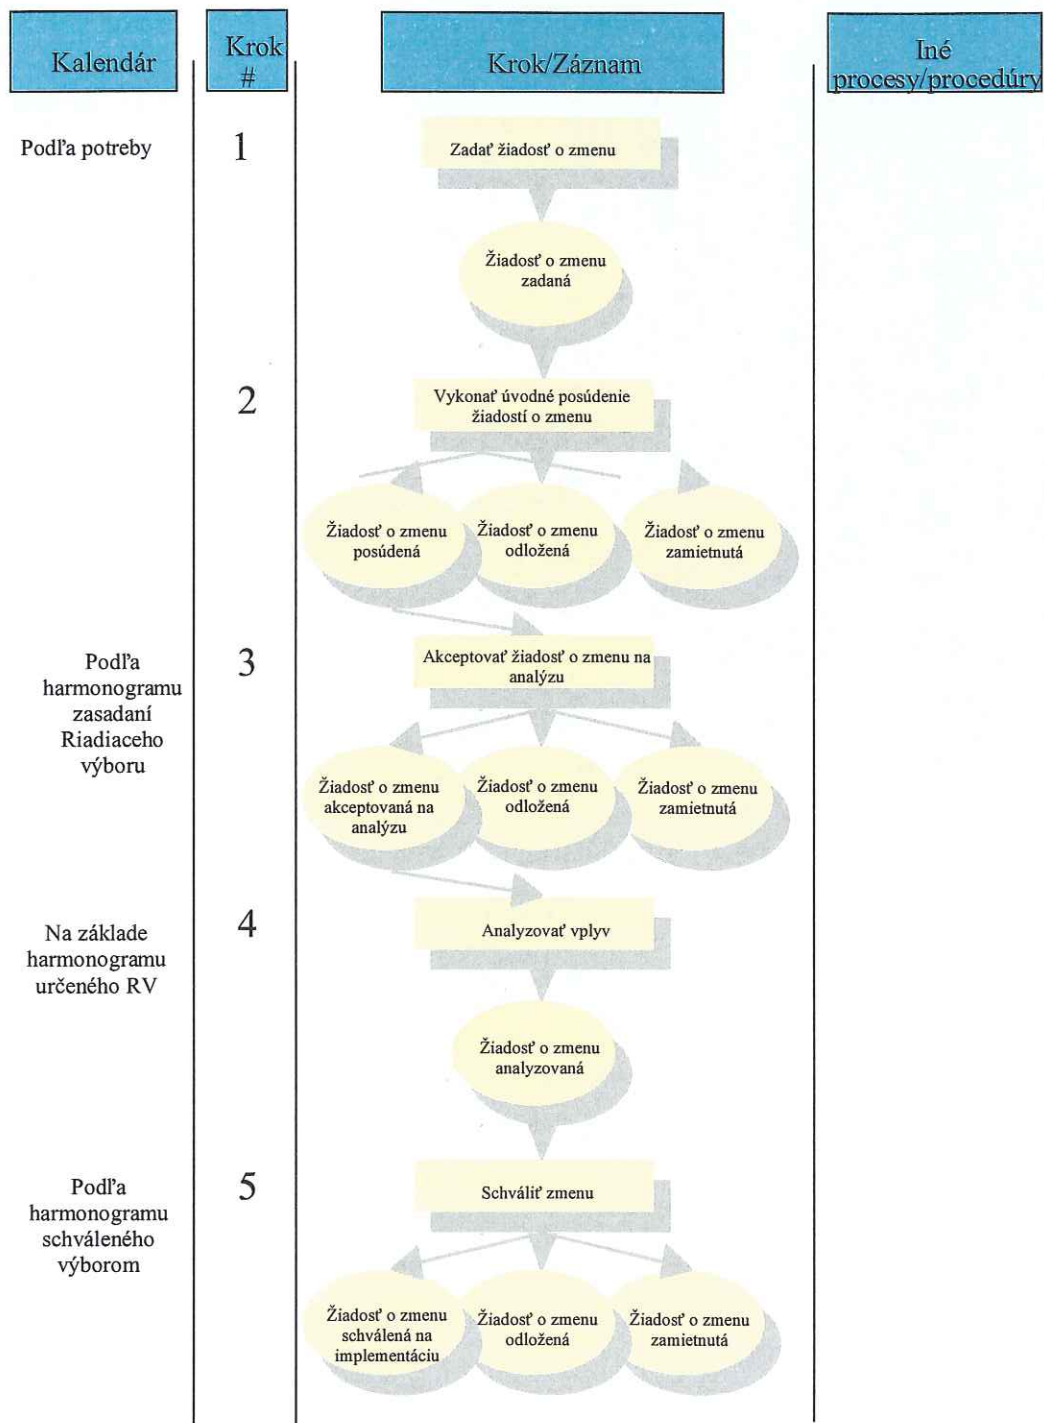 Kalendár
Krok
#
Krok/Záznam
Iné
procesy/procedúry
Podľa potreby
1
Zadať žiadosť o zmenu
Žiadosť o zmenu
zadaná
2
Vykonať úvodné posúdenie
žiadostí o zmenu
Žiadosť o zmenu
posúdená
Žiadosť o zmenu
odložená
Žiadosť o zmenu
zamietnutá
Podľa
harmonogramu
zasadaní
Riadiaceho
výboru
3
Akceptovať žiadosť o zmenu na
analýzu
Žiadosť o zmenu
akceptovaná na
analýzu
Žiadosť o zmenu
odložená
Žiadosť o zmenu
zamietnutá
Na základe
harmonogramu
určeného RV
4
Analyzovať vplyv
Žiadosť o zmenu
analyzovaná
Podľa
harmonogramu
schváleného
výborom
5
Schváliť zmenu
Žiadosť o zmenu
schválená na
implementáciu
Žiadosť o zmenu
odložená
Žiadosť o zmenu
zamietnutá